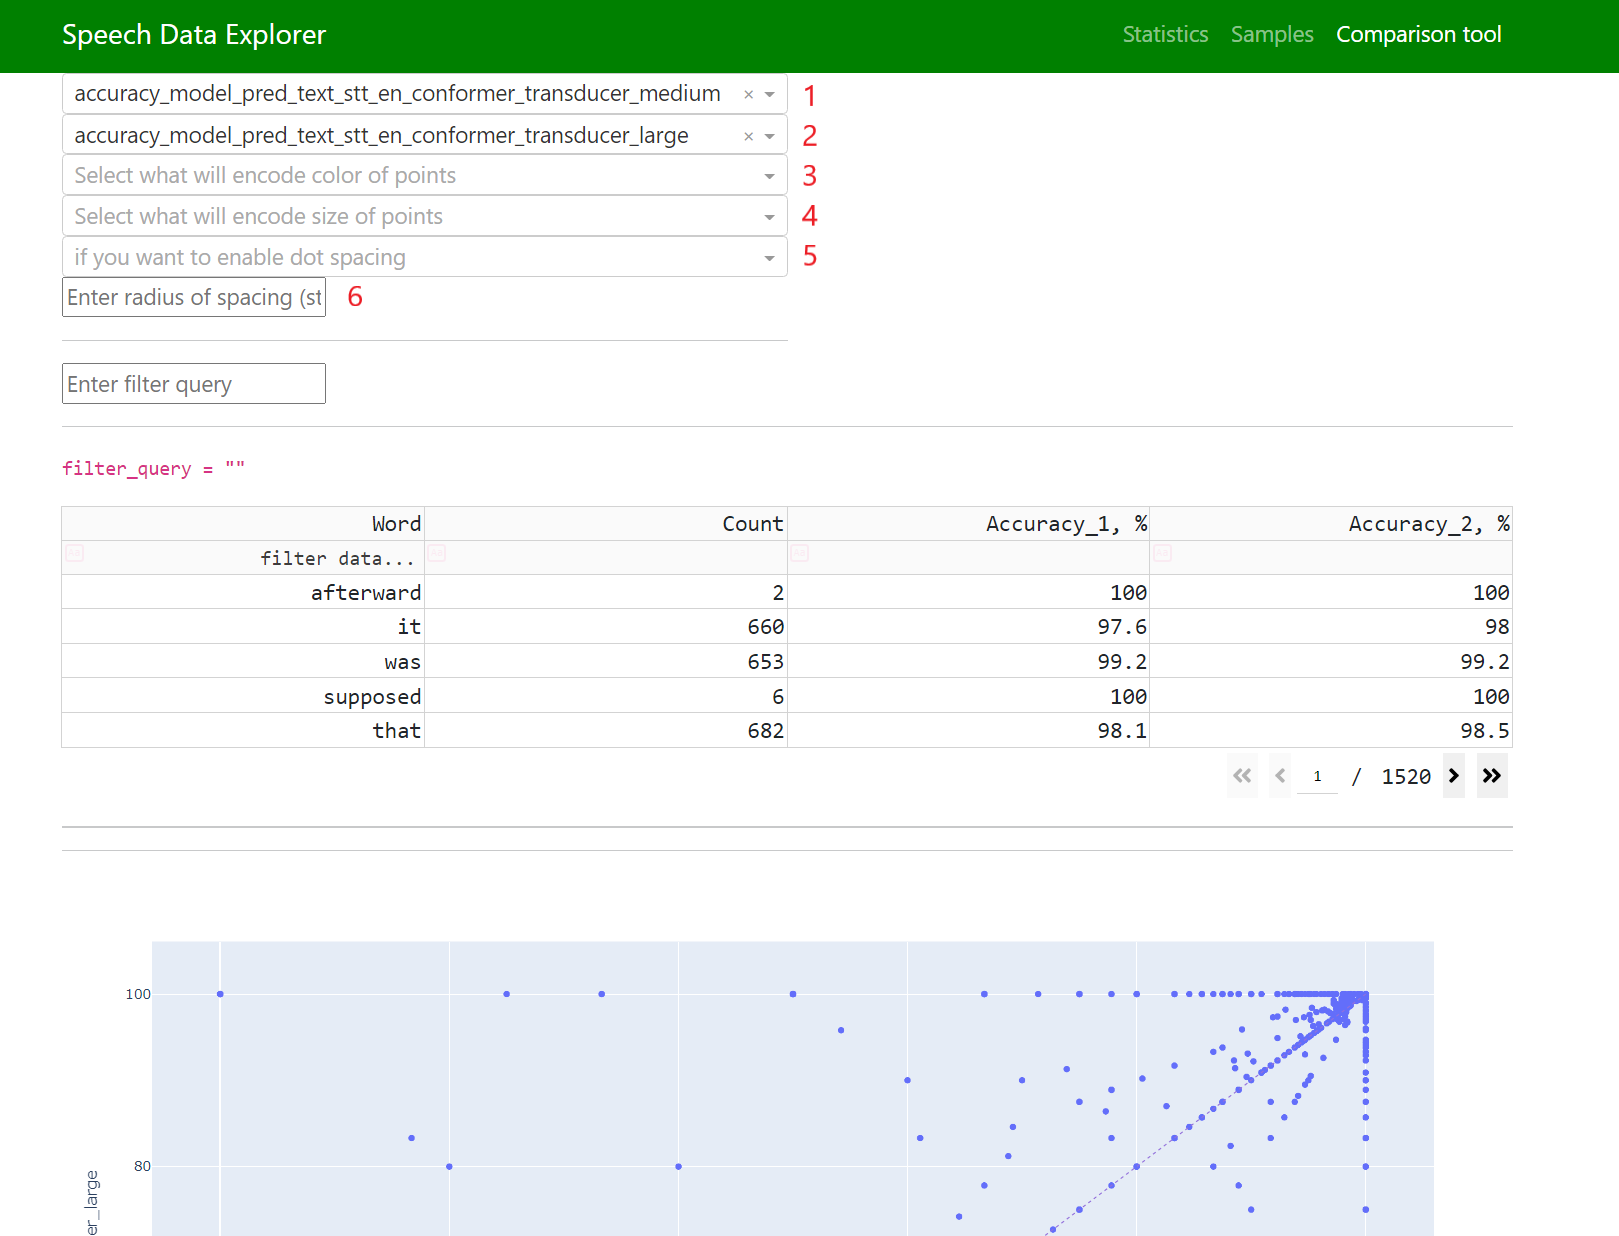 Speech Data Explorer Statistics Samples Comparison tool
accuracy_model_pred_text_stt_en_conformer_transducer_medium × 1
accuracy_model_pred_text_stt_en_conformer_transducer_large × 2
Select what will encode color of points 3
Select what will encode size of points 4
if you want to enable dot spacing 5
Enter radius of spacing (st 6
Enter filter query
filter_query = ""
Word Count Accuracy_1, % Accuracy_2, %
filter data...
afterward 2 100 100
it 660 97.6 98
was 653 99.2 99.2
supposed 6 100 100
that 682 98.1 98.5
1 / 1520
100
80
er_large